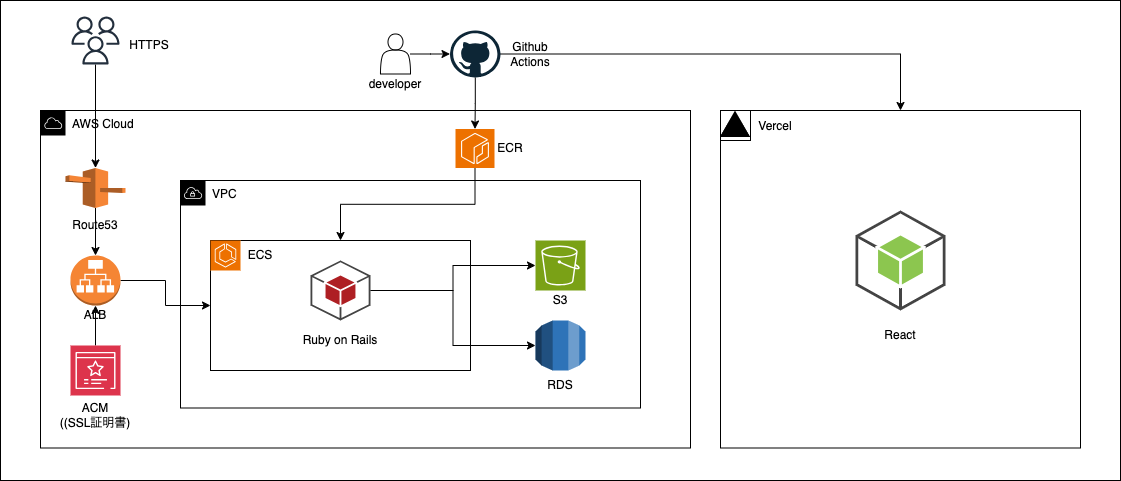 HTTPS
developer
Github
Actions
AWS Cloud
Vercel
ECR
VPC
Route53
ECS
ALB
S3
Ruby on Rails
React
RDS
ACM
((SSL証明書)